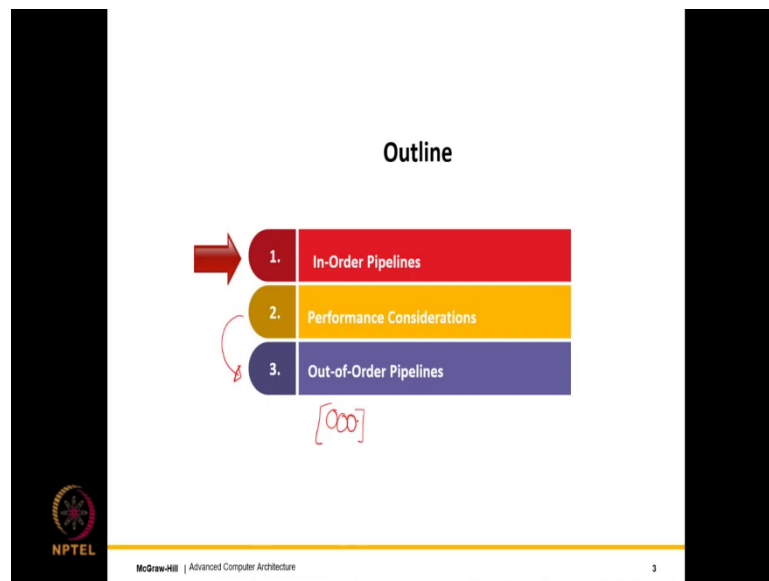 Outline
1. In-Order Pipelines
2. Performance Considerations
3. Out-of-Order Pipelines
[OOO]
NPTEL
McGraw-Hill | Advanced Computer Architecture 3